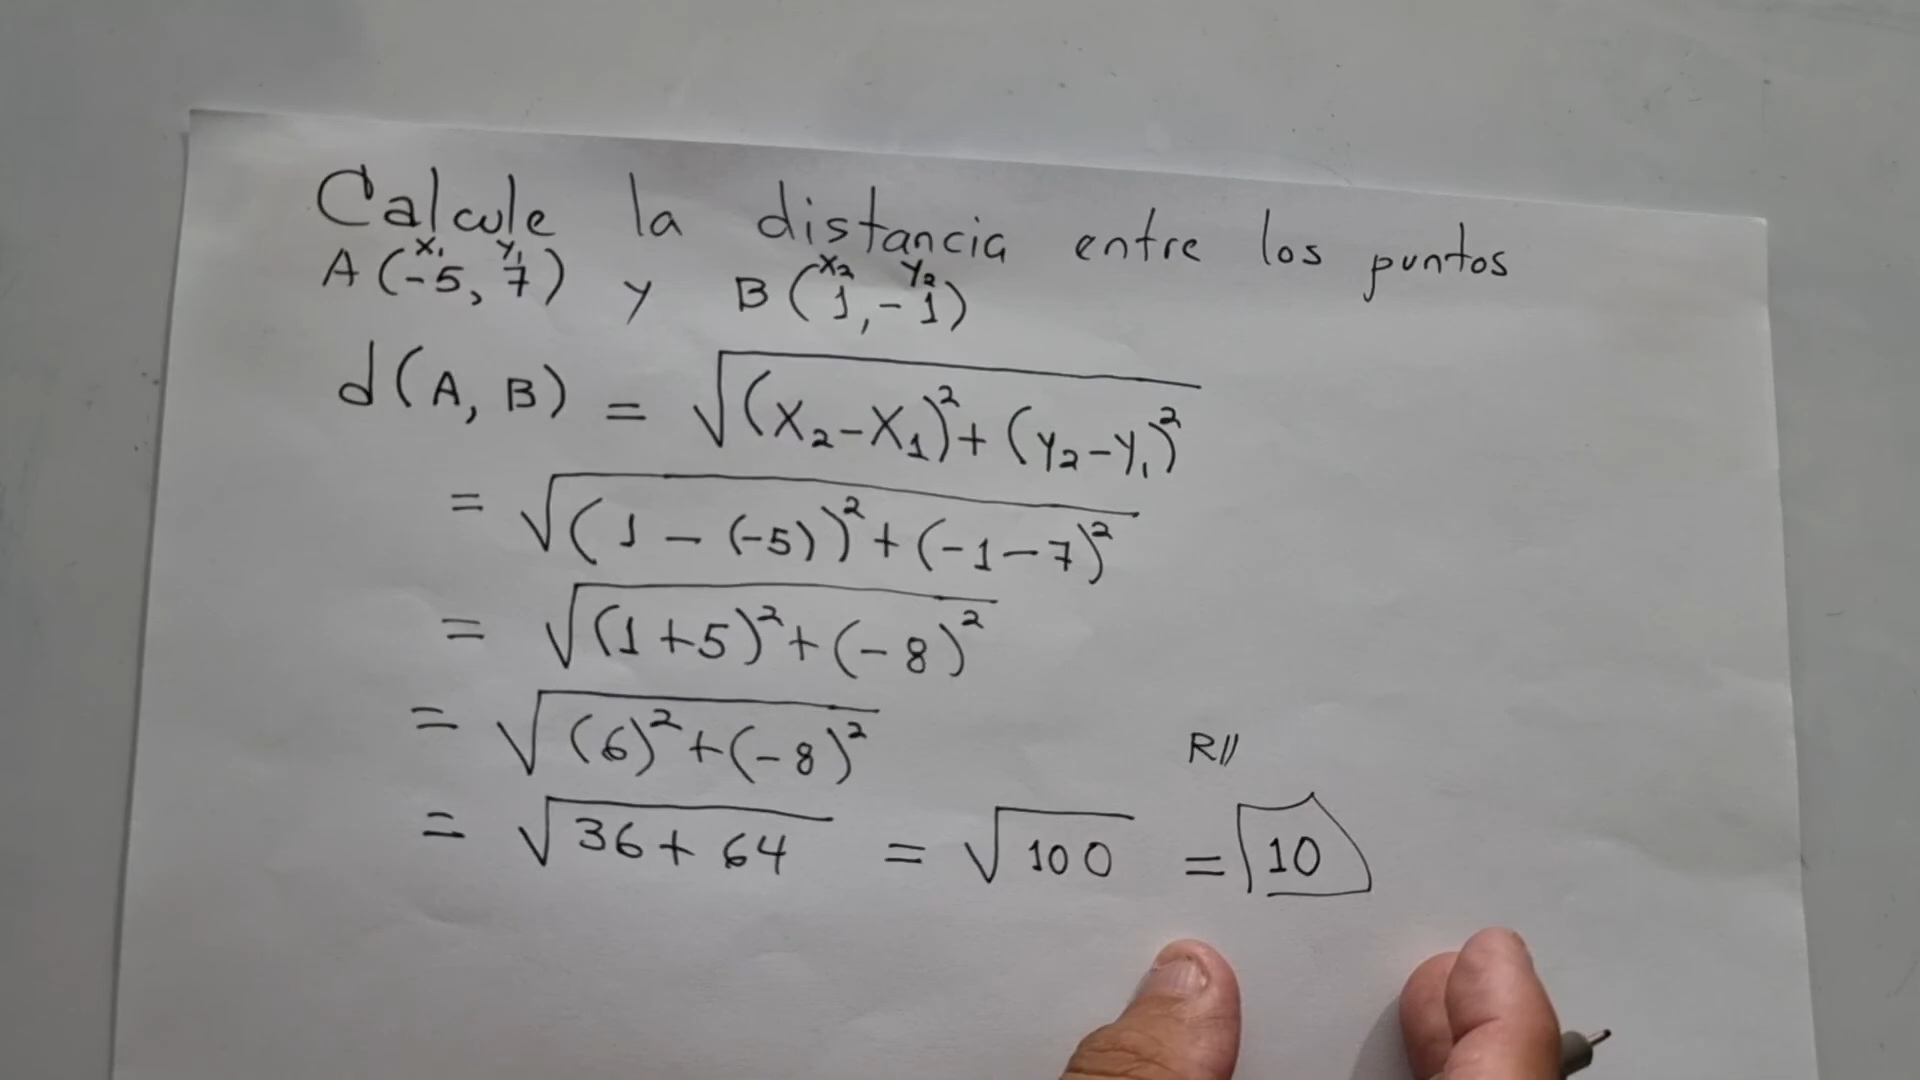 Calcule la distancia entre los puntos
x₁ y₁ x₂ y₂
A(-5, 7) y B(1, -1)
d(A, B) = √((x₂-x₁)² + (y₂-y₁)²)
= √((1 - (-5))² + (-1-7)²)
= √((1+5)² + (-8)²)
= √((6)² + (-8)²)
R//
= √(36 + 64) = √100 = 10